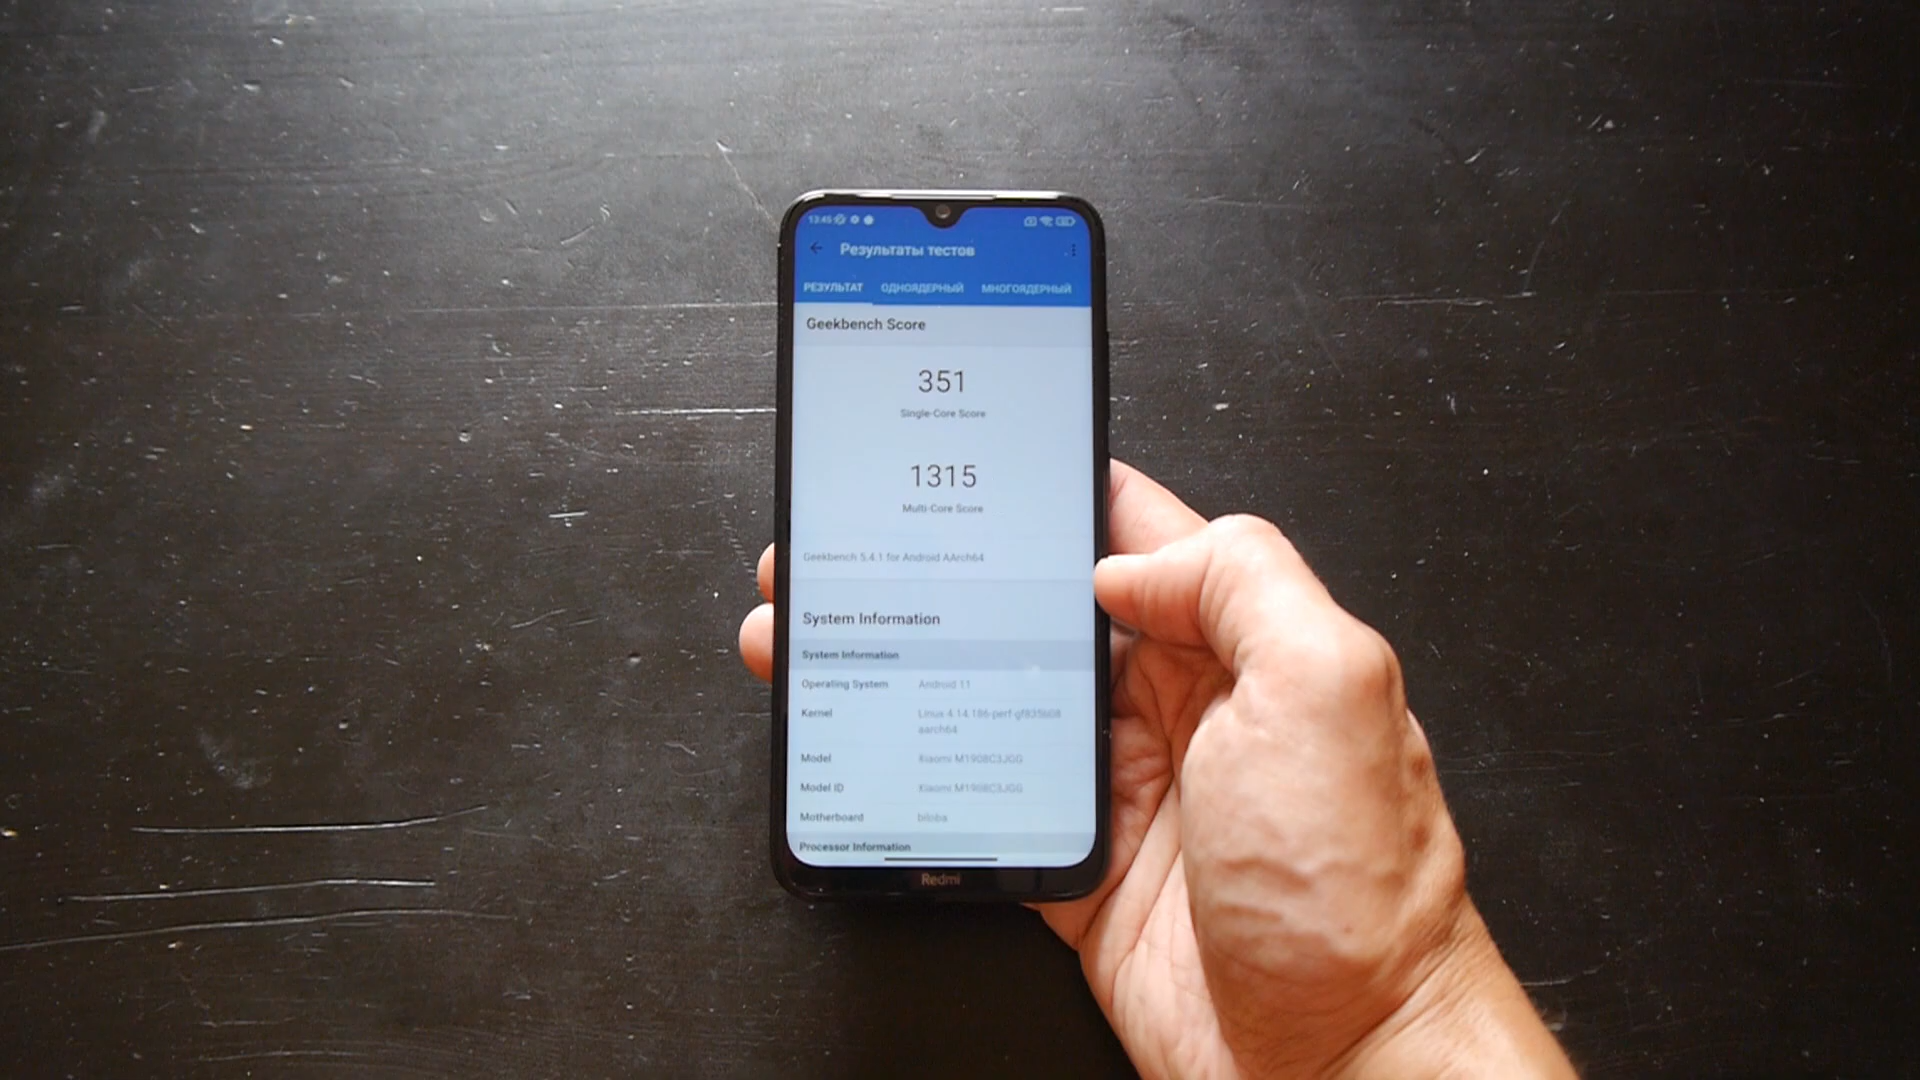 13:45
Результаты тестов
РЕЗУЛЬТАТ ОДНОЯДЕРНЫЙ МНОГОЯДЕРНЫЙ
Geekbench Score
351
Single-Core Score
1315
Multi-Core Score
Geekbench 5.4.1 for Android AArch64
System Information
System Information
Operating System Android 11
Kernel Linux 4.14.186-perf-gf835b08
aarch64
Model Xiaomi M1908C3JGG
Model ID Xiaomi M1908C3JGG
Motherboard biloba
Processor Information
Redmi